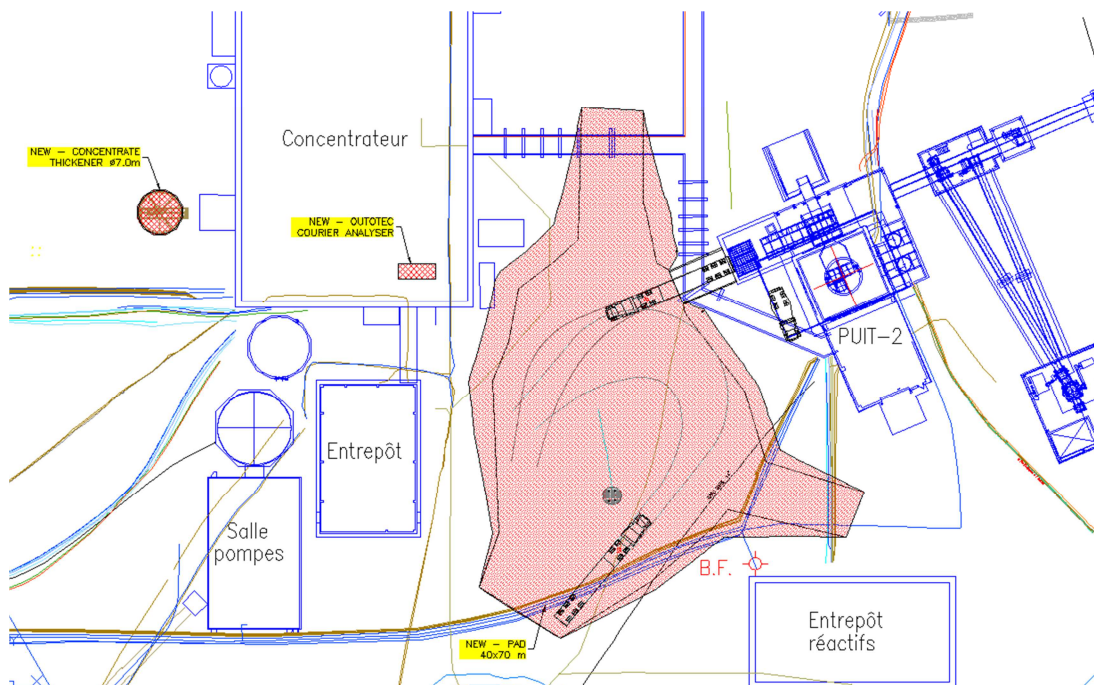 Concentrateur
NEW – CONCENTRATE
THICKENER Ø7.0m
NEW – OUTOTEC
COURIER ANALYSER
PUIT–2
Entrepôt
Salle
pompes
B.F.
Entrepôt
réactifs
NEW – PAD
40x70 m